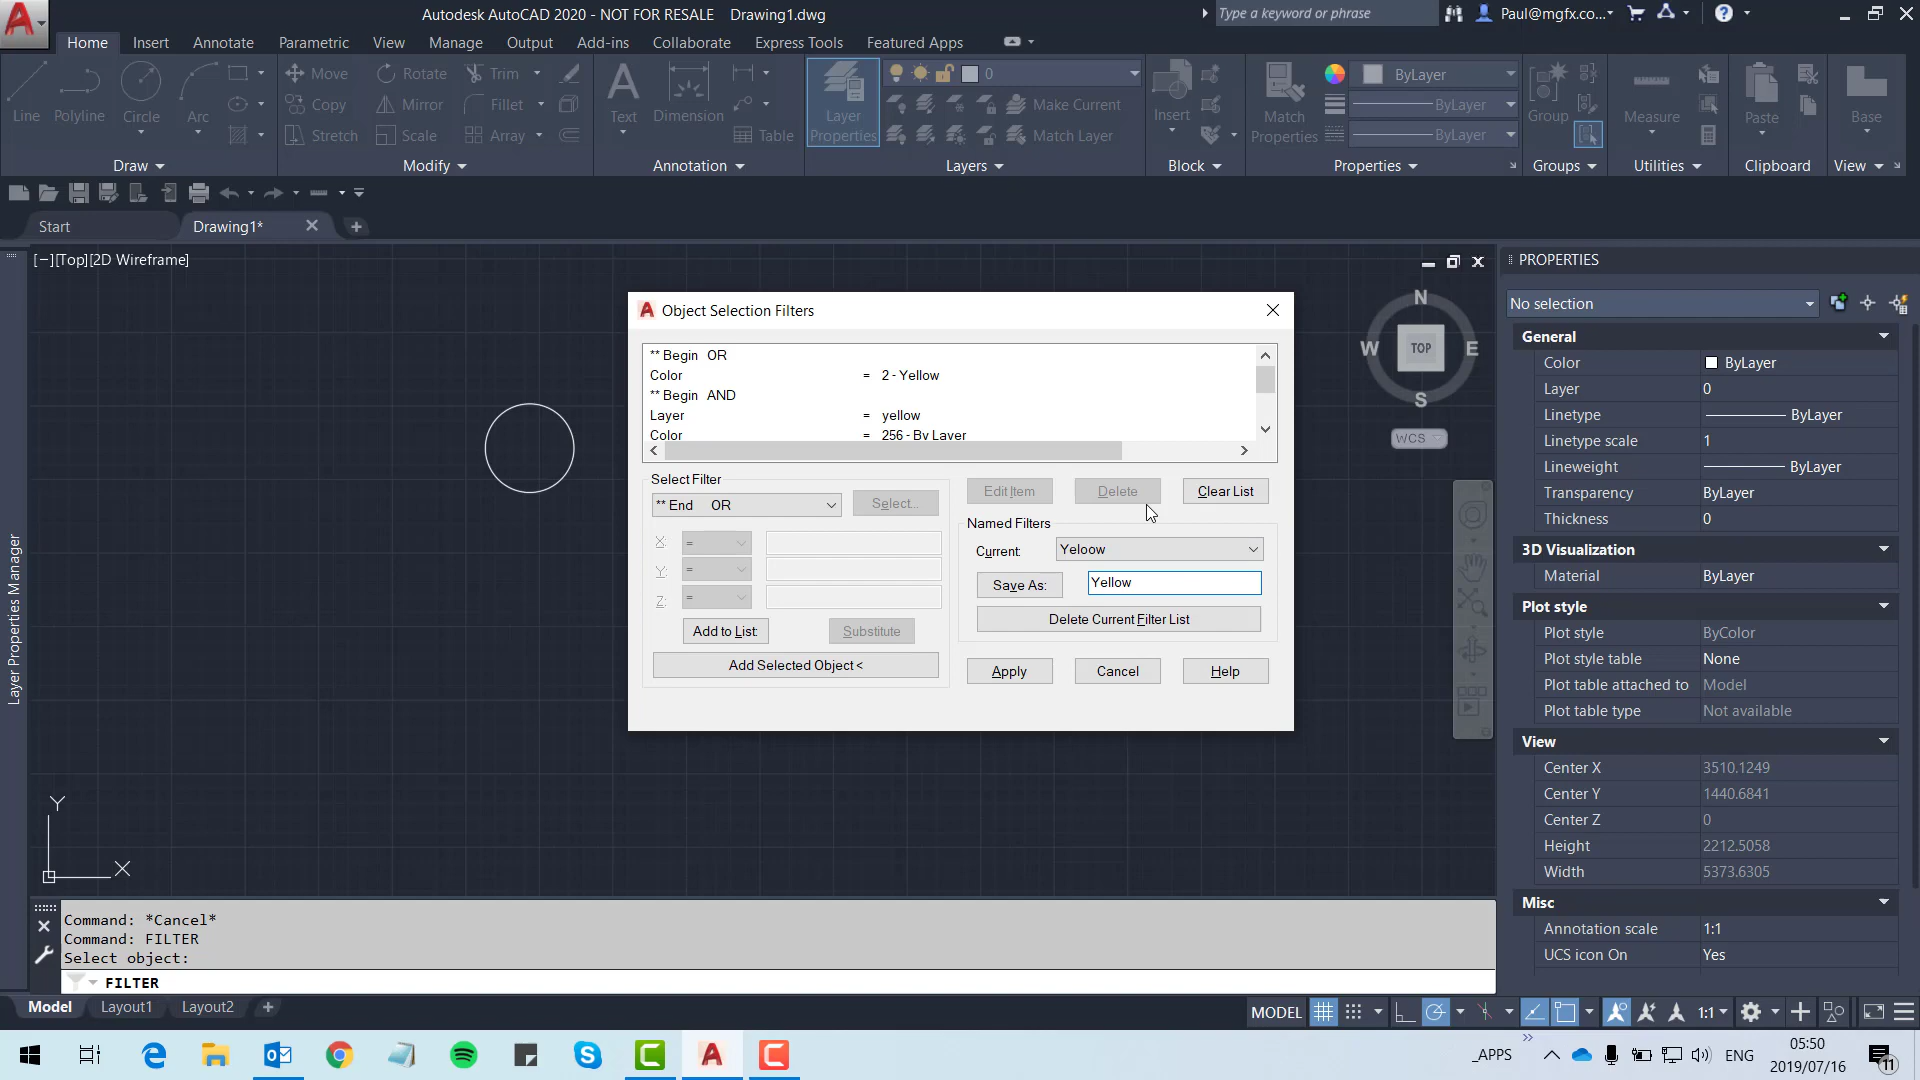 Autodesk AutoCAD 2020 - NOT FOR RESALE Drawing1.dwg
Type a keyword or phrase
Paul@mgfx.co...
Home Insert Annotate Parametric View Manage Output Add-ins Collaborate Express Tools Featured Apps
Line Polyline Circle Arc
Move Rotate Trim
Copy Mirror Fillet
Stretch Scale Array
Text Dimension
Table
Layer Properties
0
Make Current
Match Layer
Insert
Match Properties
ByLayer
ByLayer
ByLayer
Group
Measure
Paste
Base
Draw Modify Annotation Layers Block Properties Groups Utilities Clipboard View
Start Drawing1*
[−][Top][2D Wireframe]
N
W TOP E
S
WCS
Layer Properties Manager
Object Selection Filters
** Begin OR
Color = 2 - Yellow
** Begin AND
Layer = yellow
Color = 256 - By Layer
Select Filter
** End OR
Select...
X: =
Y: =
Z: =
Add to List:
Substitute
Add Selected Object <
Edit Item Delete Clear List
Named Filters
Current: Yeloow
Save As: Yellow
Delete Current Filter List
Apply Cancel Help
PROPERTIES
No selection
General
Color ByLayer
Layer 0
Linetype ByLayer
Linetype scale 1
Lineweight ByLayer
Transparency ByLayer
Thickness 0
3D Visualization
Material ByLayer
Plot style
Plot style ByColor
Plot style table None
Plot table attached to Model
Plot table type Not available
View
Center X 3510.1249
Center Y 1440.6841
Center Z 0
Height 2212.5058
Width 5373.6305
Misc
Annotation scale 1:1
UCS icon On Yes
Y
X
Command: *Cancel*
Command: FILTER
Select object:
FILTER
Model Layout1 Layout2
MODEL
1:1
_APPS
ENG
05:50
2019/07/16
11